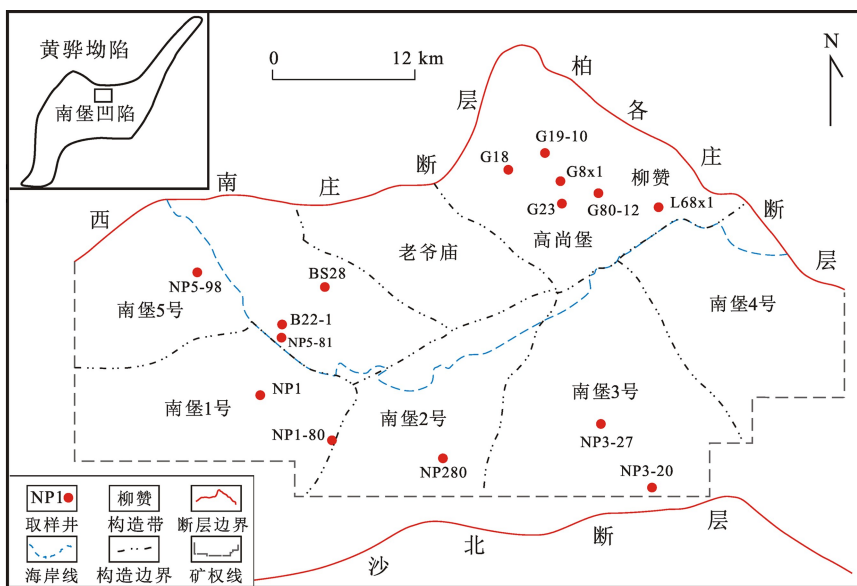 黄骅坳陷
南堡凹陷
0 12 km
N
西南庄断层
柏各庄断层
G19-10
G18
G8x1
柳赞
G23
G80-12
L68x1
高尚堡
老爷庙
BS28
NP5-98
南堡5号
B22-1
NP5-81
南堡4号
NP1
南堡1号
南堡2号
南堡3号
NP1-80
NP3-27
NP280
NP3-20
沙北断层
NP1 柳赞
取样井 构造带 断层边界
海岸线 构造边界 矿权线